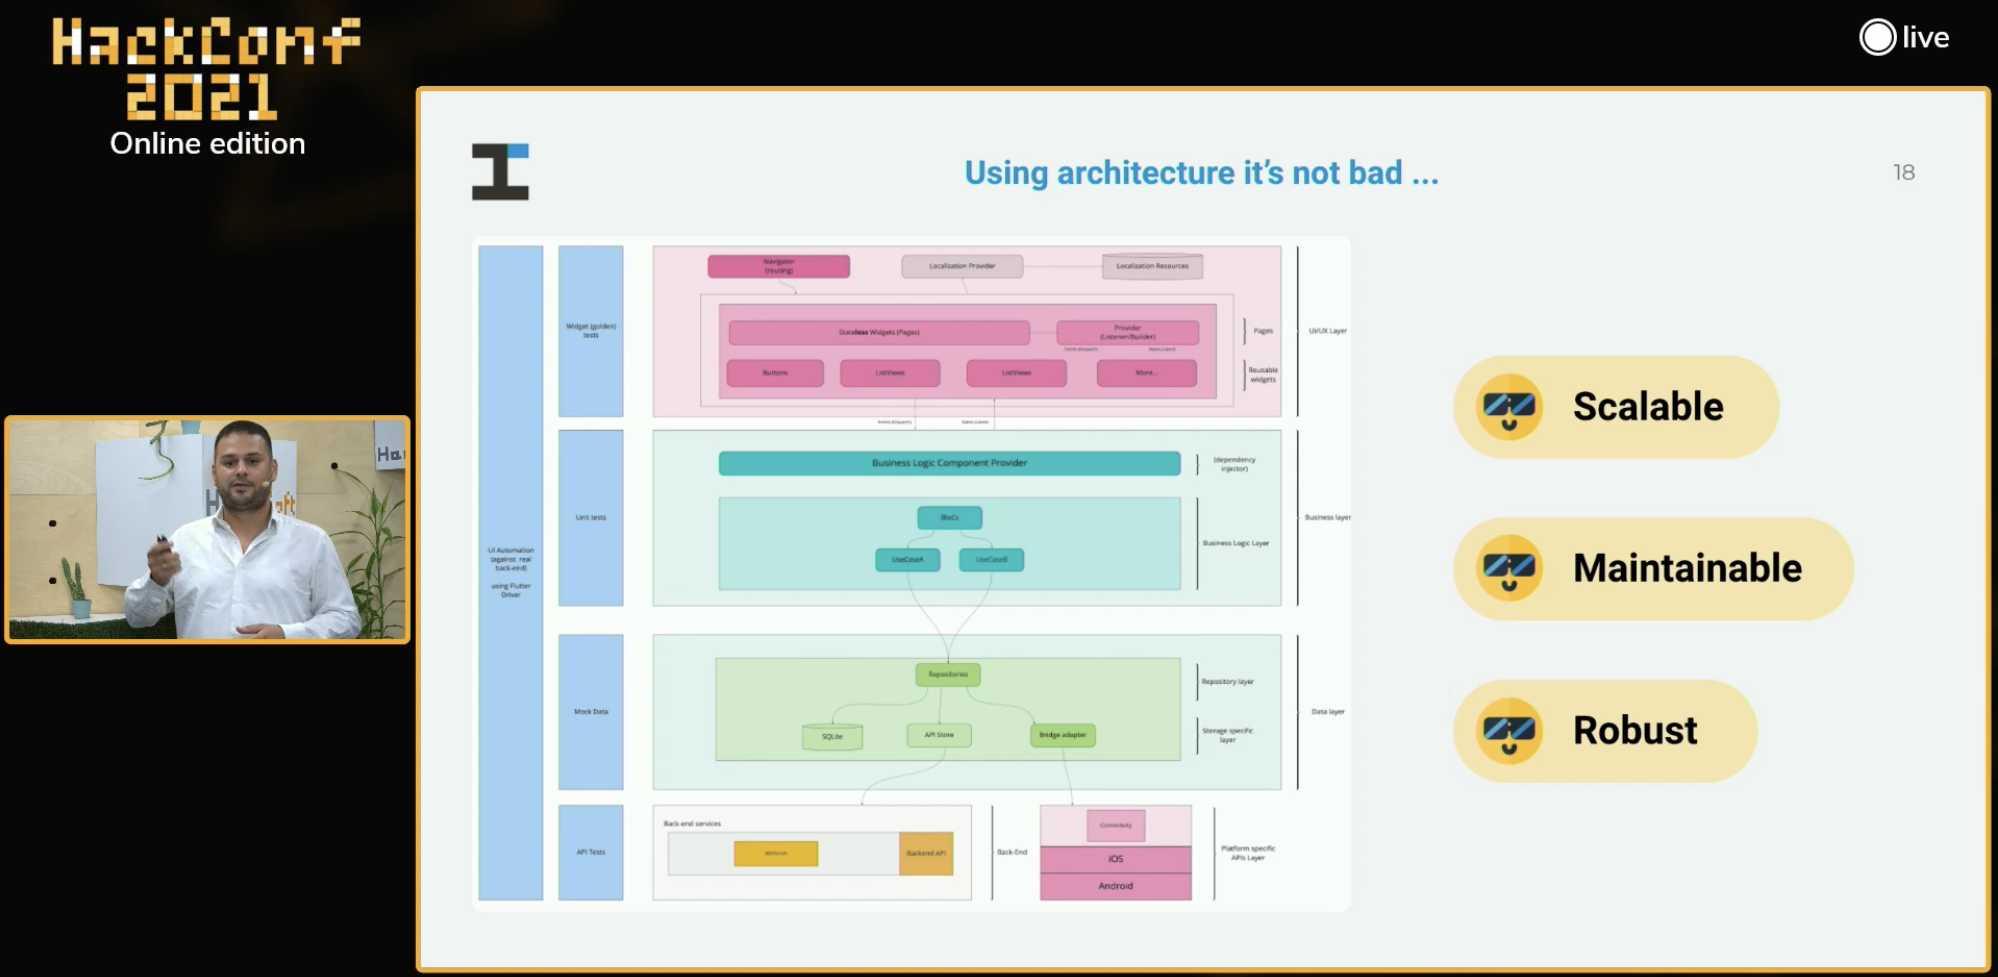 HackConf
2021
Online edition
live
Using architecture it's not bad ...
18
Navigator
(routing)
Localization Provider
Localization Resources
Widget (golden)
tests
Stateless Widgets (Pages)
Provider
(Listener/Builder)
Pages
UI/UX Layer
Buttons
ListViews
ListViews
More...
Reusable
widgets
Business Logic Component Provider
(dependency
injector)
Unit tests
BloCs
Business layer
UseCaseA
UseCaseB
Business Logic Layer
UI Automation
(against real
back-end)
using Flutter
Driver
Repositories
Repository layer
Mock Data
Data layer
SQLite
API Store
Bridge adapter
Storage specific
layer
Back-end services
Connectivity
API Tests
Backend API
Back-End
iOS
Android
Platform specific
APIs Layer
Scalable
Maintainable
Robust
Ha